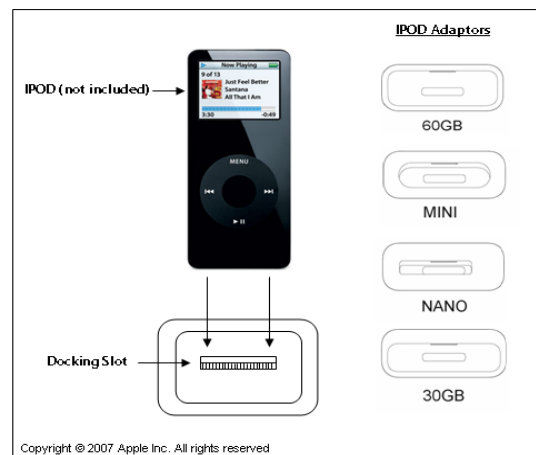 IPOD Adaptors
IPOD (not included)
Now Playing
9 of 13
Just Feel Better
Santana
All That I Am
3:30 -0:49
MENU
60GB
MINI
NANO
30GB
Docking Slot
Copyright © 2007 Apple Inc. All rights reserved